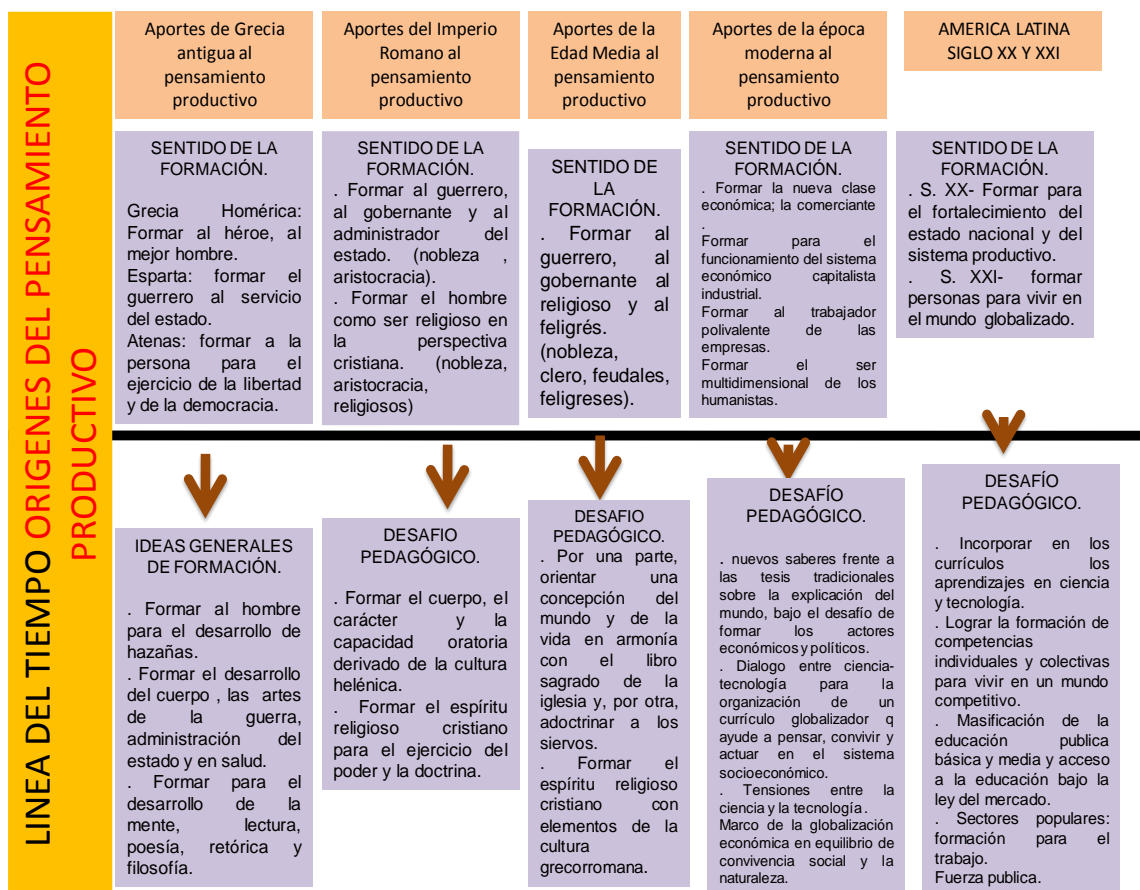 LINEA DEL TIEMPO ORIGENES DEL PENSAMIENTO
PRODUCTIVO
Aportes de Grecia
antigua al
pensamiento
productivo
Aportes del Imperio
Romano al
pensamiento
productivo
Aportes de la
Edad Media al
pensamiento
productivo
Aportes de la época
moderna al
pensamiento
productivo
AMERICA LATINA
SIGLO XX Y XXI
SENTIDO DE LA
FORMACIÓN.
Grecia Homérica:
Formar al héroe, al
mejor hombre.
Esparta: formar el
guerrero al servicio
del estado.
Atenas: formar a la
persona para el
ejercicio de la libertad
y de la democracia.
SENTIDO DE LA
FORMACIÓN.
. Formar al guerrero,
al gobernante y al
administrador del
estado. (nobleza ,
aristocracia).
. Formar el hombre
como ser religioso en
la perspectiva
cristiana. (nobleza,
aristocracia,
religiosos)
SENTIDO DE
LA
FORMACIÓN.
. Formar al
guerrero, al
gobernante al
religioso y al
feligrés.
(nobleza,
clero, feudales,
feligreses).
SENTIDO DE LA
FORMACIÓN.
. Formar la nueva clase
económica; la comerciante
.
Formar para el
funcionamiento del sistema
económico capitalista
industrial.
Formar al trabajador
polivalente de las
empresas.
Formar el ser
multidimensional de los
humanistas.
SENTIDO DE LA
FORMACIÓN.
. S. XX- Formar para
el fortalecimiento del
estado nacional y del
sistema productivo.
. S. XXI- formar
personas para vivir en
el mundo globalizado.
IDEAS GENERALES
DE FORMACIÓN.
. Formar al hombre
para el desarrollo de
hazañas.
. Formar el desarrollo
del cuerpo , las artes
de la guerra,
administración del
estado y en salud.
. Formar para el
desarrollo de la
mente, lectura,
poesía, retórica y
filosofía.
DESAFIO
PEDAGÓGICO.
. Formar el cuerpo, el
carácter y la
capacidad oratoria
derivado de la cultura
helénica.
. Formar el espíritu
religioso cristiano
para el ejercicio del
poder y la doctrina.
DESAFIO
PEDAGÓGICO.
. Por una parte,
orientar una
concepción del
mundo y de la
vida en armonía
con el libro
sagrado de la
iglesia y, por otra,
adoctrinar a los
siervos.
. Formar el
espíritu religioso
cristiano con
elementos de la
cultura
grecorromana.
DESAFÍO
PEDAGÓGICO.
. nuevos saberes frente a
las tesis tradicionales
sobre la explicación del
mundo, bajo el desafío de
formar los actores
económicos y políticos.
. Dialogo entre ciencia-
tecnología para la
organización de un
currículo globalizador q
ayude a pensar, convivir y
actuar en el sistema
socioeconómico.
. Tensiones entre la
ciencia y la tecnología .
Marco de la globalización
económica en equilibrio de
convivencia social y la
naturaleza.
DESAFÍO
PEDAGÓGICO.
. Incorporar en los
currículos los
aprendizajes en ciencia
y tecnología.
. Lograr la formación de
competencias
individuales y colectivas
para vivir en un mundo
competitivo.
. Masificación de la
educación publica
básica y media y acceso
a la educación bajo la
ley del mercado.
. Sectores populares:
formación para el
trabajo.
Fuerza publica.